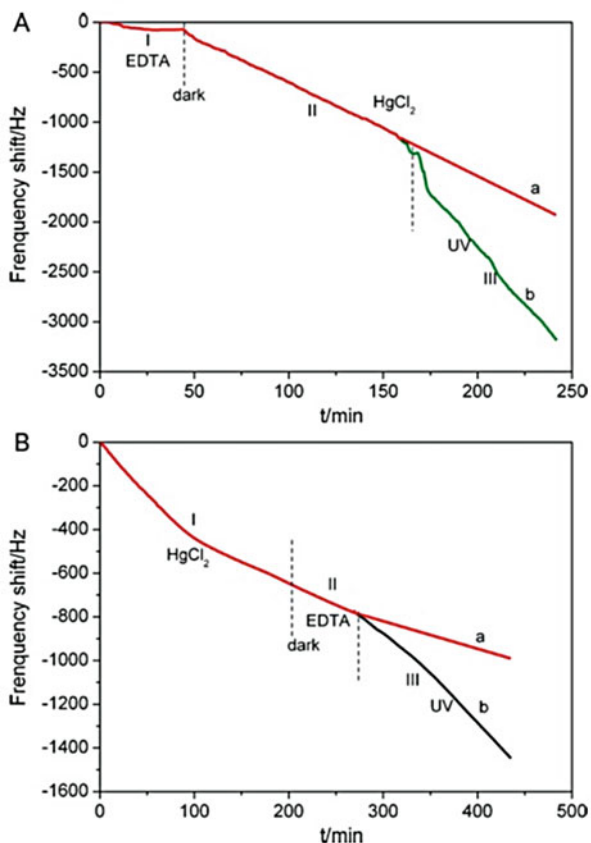 A
0
-500
-1000
-1500
-2000
-2500
-3000
-3500
Frenquency shift/Hz
I
EDTA
dark
II
HgCl2
a
UV
III
b
0 50 100 150 200 250
t/min
B
0
-200
-400
-600
-800
-1000
-1200
-1400
-1600
Frenquency shift/Hz
I
HgCl2
II
EDTA
dark
a
III
UV
b
0 100 200 300 400 500
t/min